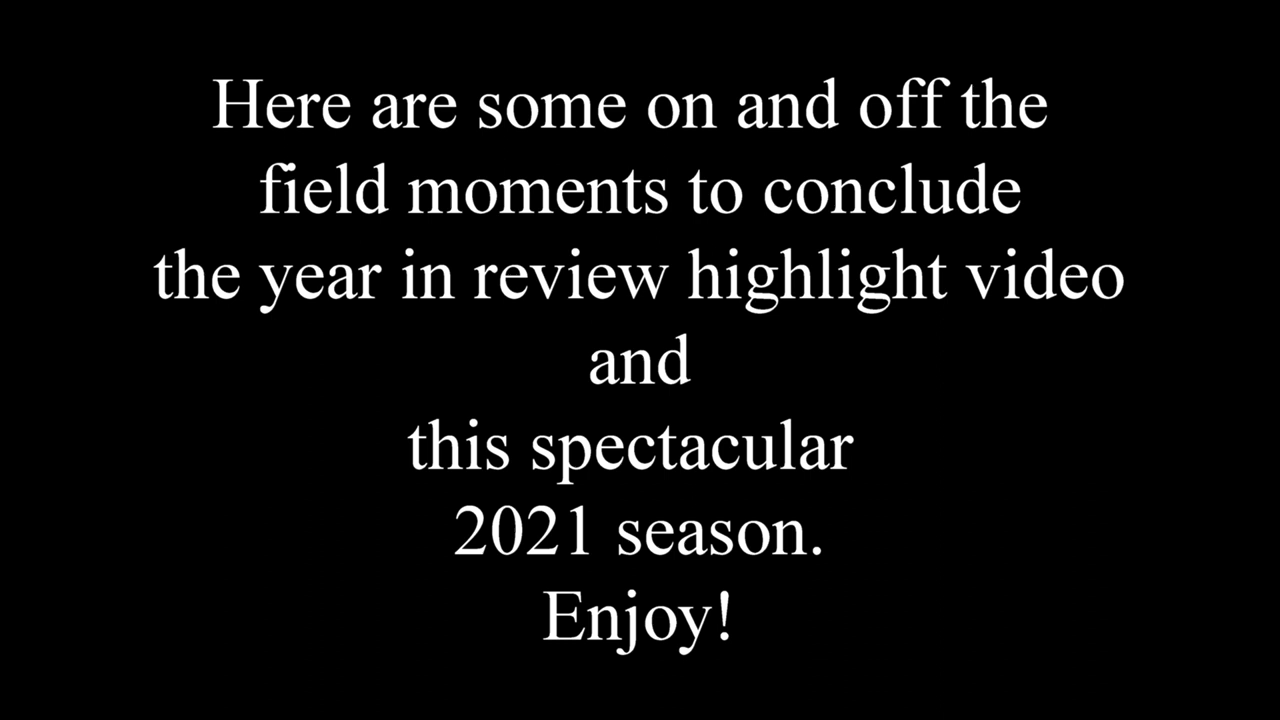 Here are some on and off the
field moments to conclude
the year in review highlight video
and
this spectacular
2021 season.
Enjoy!